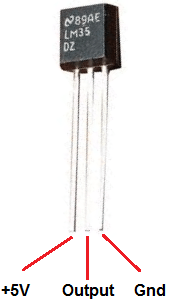 89AE
LM35
DZ
+5V Output Gnd